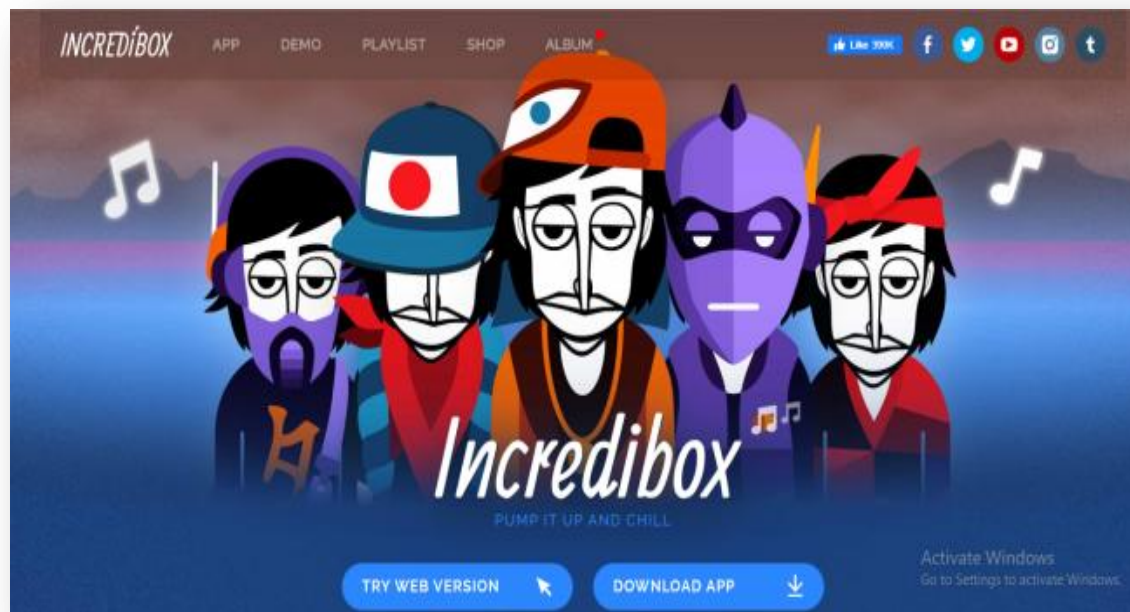 INCREDIBOX APP DEMO PLAYLIST SHOP ALBUM Like 390K f t
Incredibox
PUMP IT UP AND CHILL
TRY WEB VERSION DOWNLOAD APP
Activate Windows
Go to Settings to activate Windows.